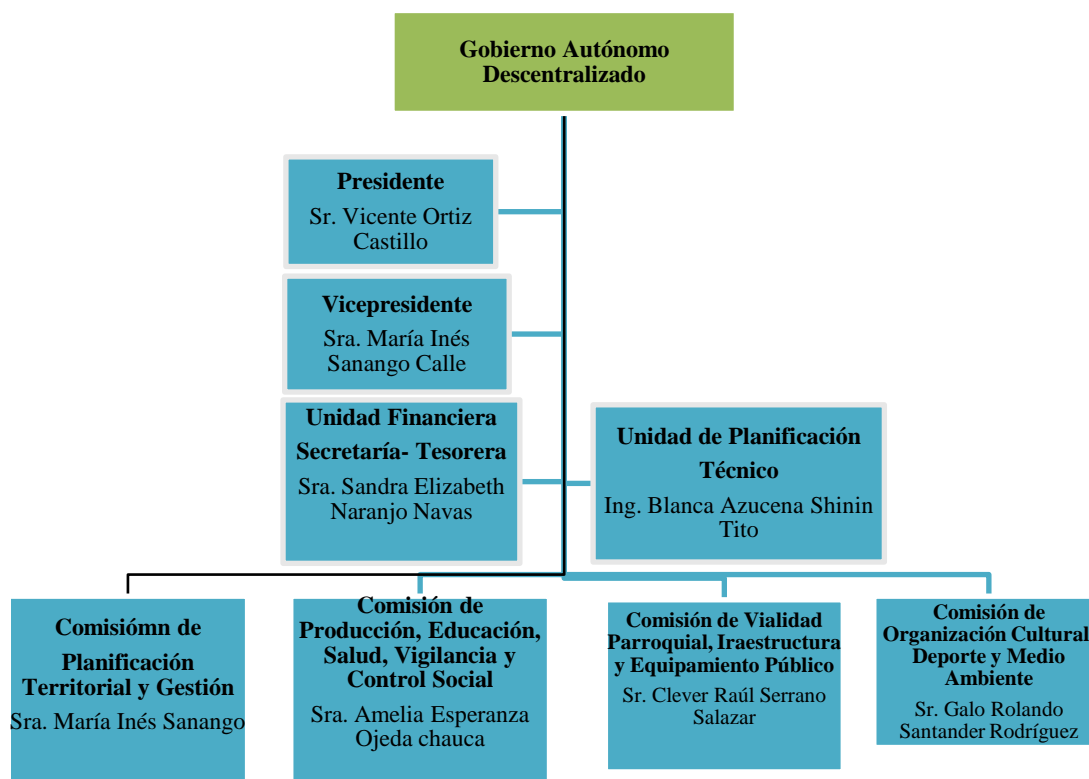 Gobierno Autónomo
Descentralizado
Presidente
Sr. Vicente Ortiz
Castillo
Vicepresidente
Sra. María Inés
Sanango Calle
Unidad Financiera
Secretaría- Tesorera
Sra. Sandra Elizabeth
Naranjo Navas
Unidad de Planificación
Técnico
Ing. Blanca Azucena Shinin
Tito
Comisiómn de
Planificación
Territorial y Gestión
Sra. María Inés Sanango
Comisión de
Producción, Educación,
Salud, Vigilancia y
Control Social
Sra. Amelia Esperanza
Ojeda chauca
Comisión de Vialidad
Parroquial, Iraestructura
y Equipamiento Público
Sr. Clever Raúl Serrano
Salazar
Comisión de
Organización Cultural
Deporte y Medio
Ambiente
Sr. Galo Rolando
Santander Rodríguez